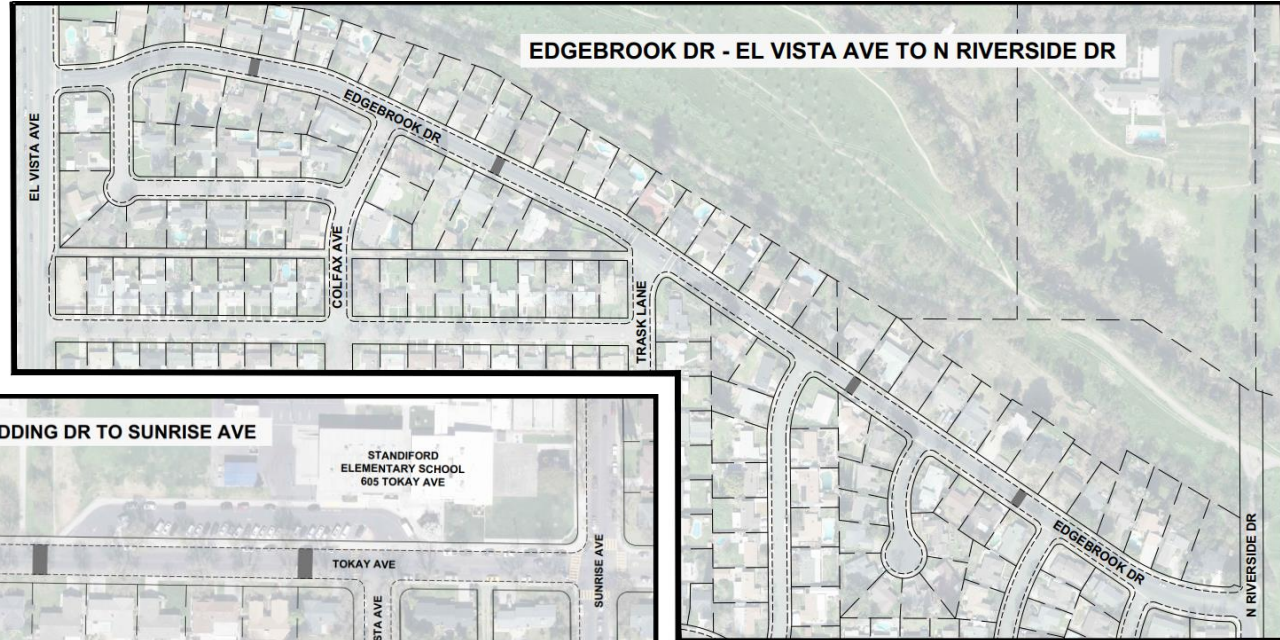 EDGEBROOK DR - EL VISTA AVE TO N RIVERSIDE DR
EL VISTA AVE
EDGEBROOK DR
COLFAX AVE
TRASK LANE
EDGEBROOK DR
N RIVERSIDE DR
DDING DR TO SUNRISE AVE
STANDIFORD
ELEMENTARY SCHOOL
605 TOKAY AVE
TOKAY AVE
SUNRISE AVE
STA AVE